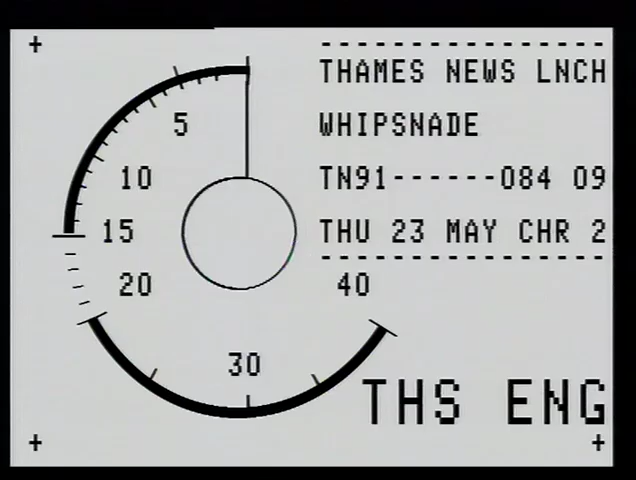 THAMES NEWS LNCH
WHIPSNADE
TN91------084 09
THU 23 MAY CHR 2
5
10
15
20
30
40
THS ENG